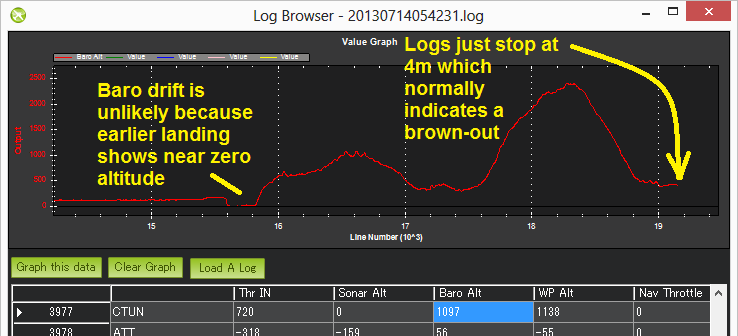 Log Browser - 20130714054231.log
Value Graph
Baro Alt Value Value Value Value
Logs just stop at
4m which
normally
indicates a
brown-out
Baro drift is
unlikely because
earlier landing
shows near zero
altitude
Output
2500
2000
1500
1000
500
0
15 16 17 18 19
Line Number (10^3)
Graph this data Clear Graph Load A Log
Thr IN Sonar Alt Baro Alt WP Alt Nav Throttle
3977 CTUN 720 0 1097 1138 0
3978 ATT -318 -159 56 -55 0